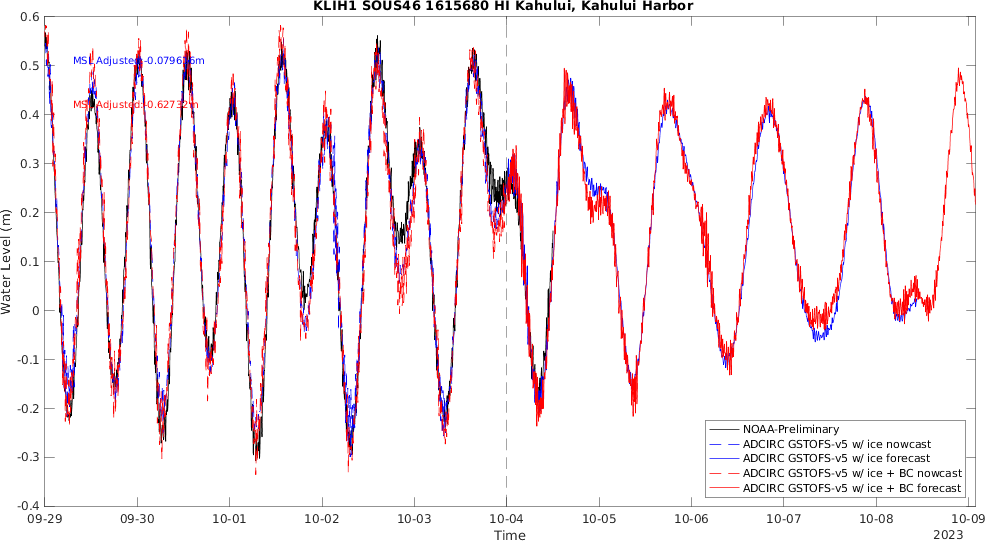 KLIH1 SOUS46 1615680 HI Kahului, Kahului Harbor
0.6
0.5
0.4
0.3
0.2
0.1
0
-0.1
-0.2
-0.3
-0.4
Water Level (m)
MSL Adjusted:
MSL Adjusted:-0.62732m
NOAA-Preliminary
ADCIRC GSTOFS-v5 w/ ice nowcast
ADCIRC GSTOFS-v5 w/ ice forecast
ADCIRC GSTOFS-v5 w/ ice + BC nowcast
ADCIRC GSTOFS-v5 w/ ice + BC forecast
09-29 09-30 10-01 10-02 10-03 10-04 10-05 10-06 10-07 10-08 10-09
Time
2023